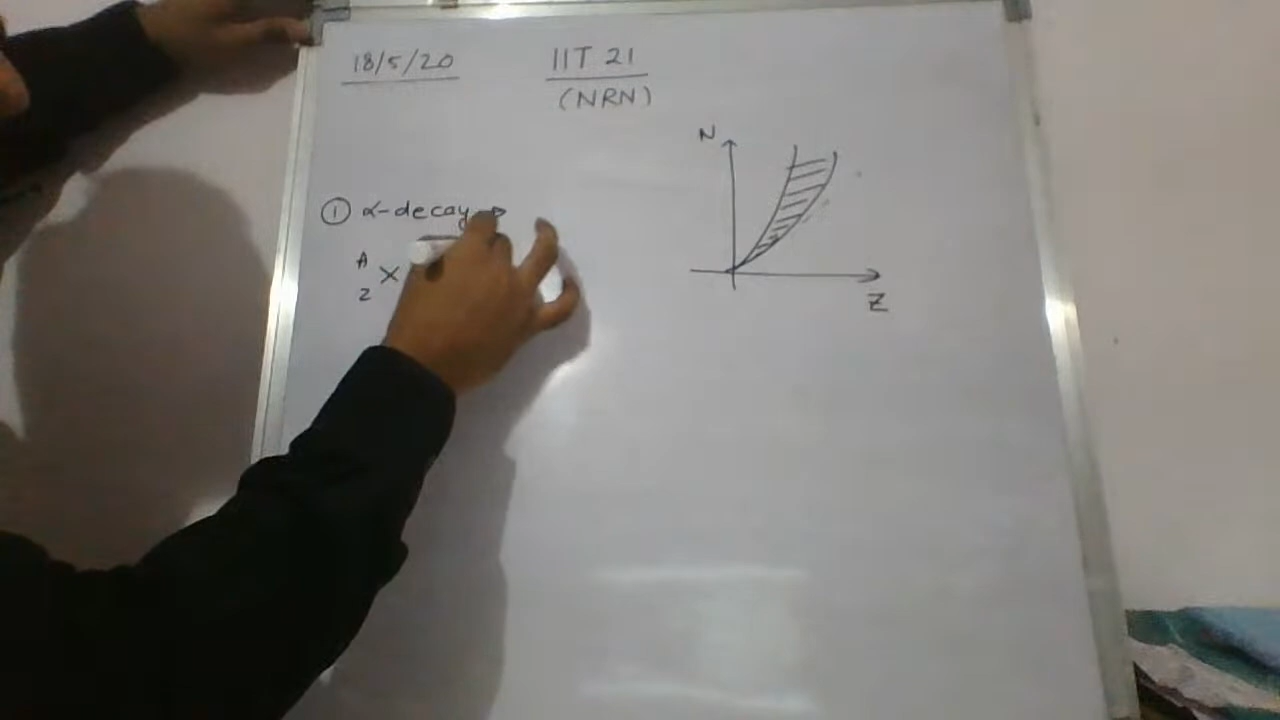 18/5/20
IIT 21
(NRN)
N
① α-decay →
A
Z X
Z